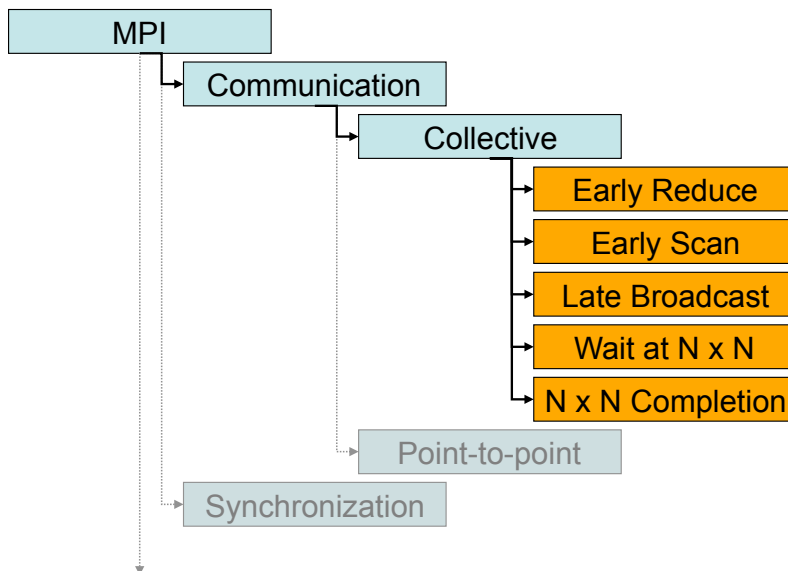 MPI
Communication
Collective
Early Reduce
Early Scan
Late Broadcast
Wait at N x N
N x N Completion
Point-to-point
Synchronization